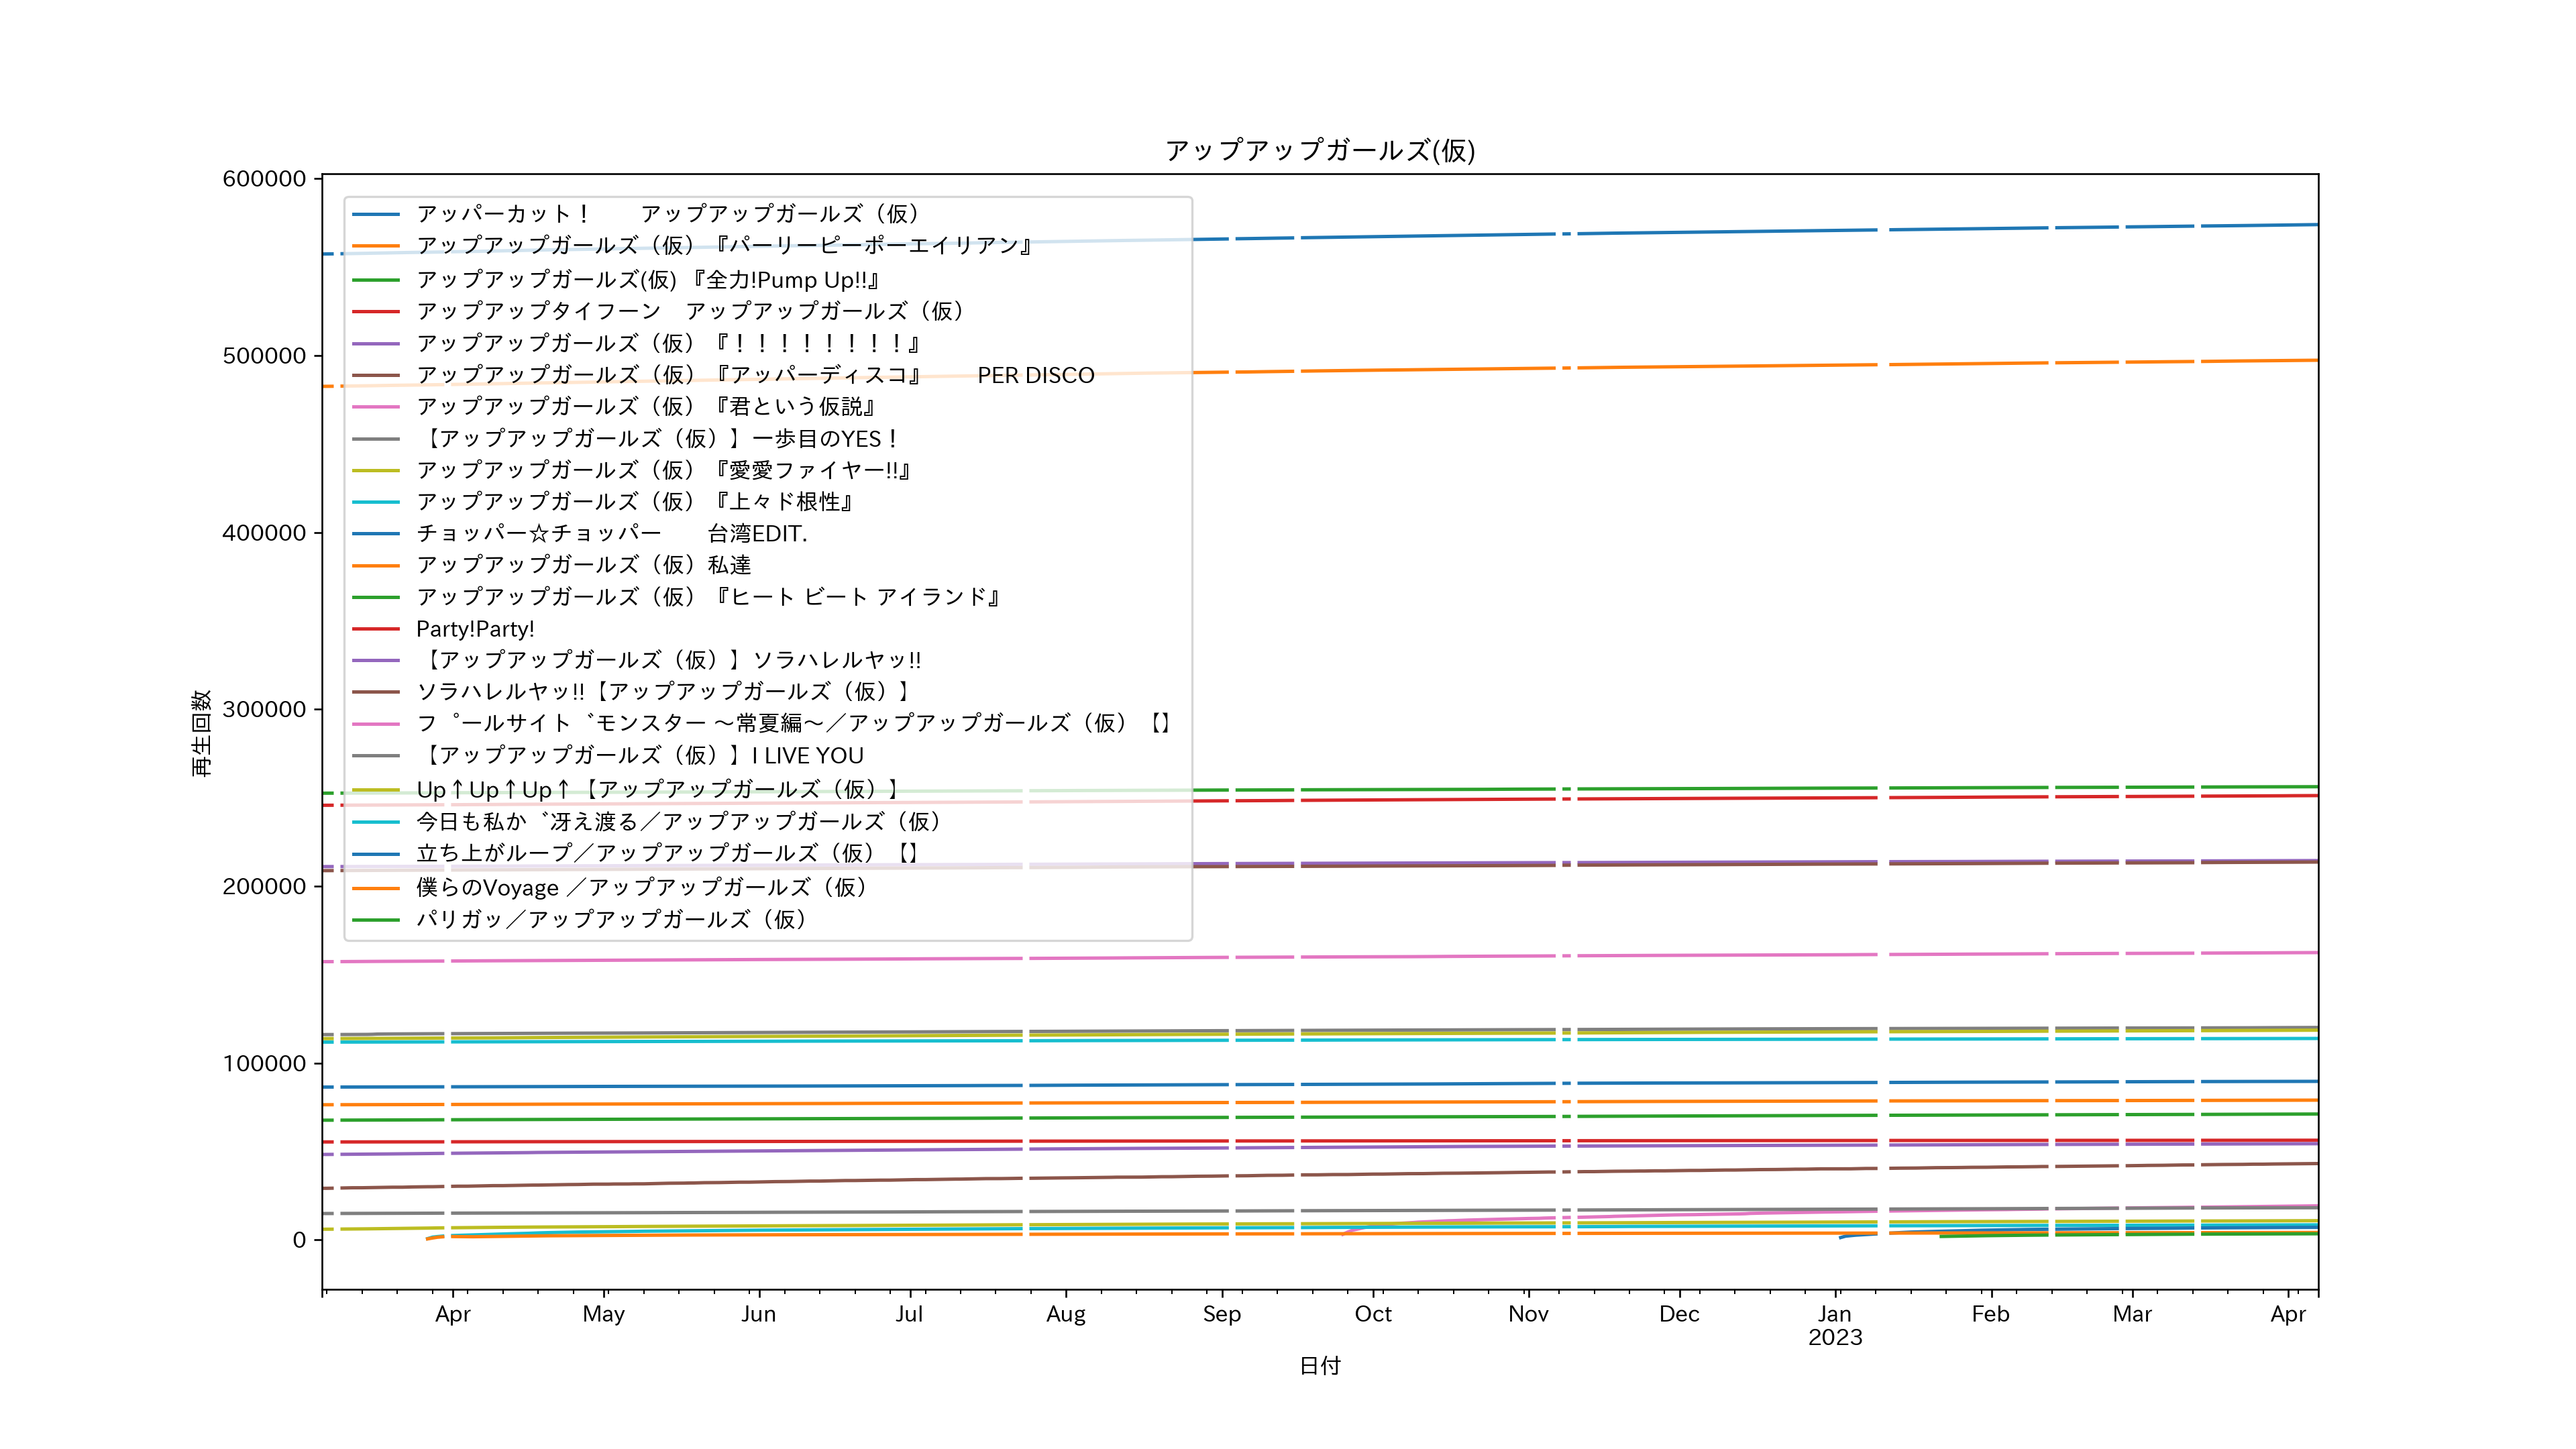 アップアップガールズ(仮)
600000
500000
400000
300000
200000
100000
0
再生回数
アッパーカット！　　アップアップガールズ（仮）
アップアップガールズ（仮）『パーリーピーポーエイリアン』
アップアップガールズ(仮) 『全力!Pump Up!!』
アップアップタイフーン　アップアップガールズ（仮）
アップアップガールズ（仮）『！！！！！！！！』
アップアップガールズ（仮）『アッパーディスコ』　　PER DISCO
アップアップガールズ（仮）『君という仮説』
【アップアップガールズ（仮）】一歩目のYES！
アップアップガールズ（仮）『愛愛ファイヤー!!』
アップアップガールズ（仮）『上々ド根性』
チョッパー☆チョッパー　　台湾EDIT.
アップアップガールズ（仮）私達
アップアップガールズ（仮）『ヒート ビート アイランド』
Party!Party!
【アップアップガールズ（仮）】ソラハレルヤッ!!
ソラハレルヤッ!!【アップアップガールズ（仮）】
フ゜ールサイト゛モンスター 〜常夏編〜／アップアップガールズ（仮）【】
【アップアップガールズ（仮）】I LIVE YOU
Up↑Up↑Up↑【アップアップガールズ（仮）】
今日も私か゛冴え渡る／アップアップガールズ（仮）
立ち上がループ／アップアップガールズ（仮）【】
僕らのVoyage ／アップアップガールズ（仮）
パリガッ／アップアップガールズ（仮）
Apr May Jun Jul Aug Sep Oct Nov Dec Jan Feb Mar Apr
2023
日付